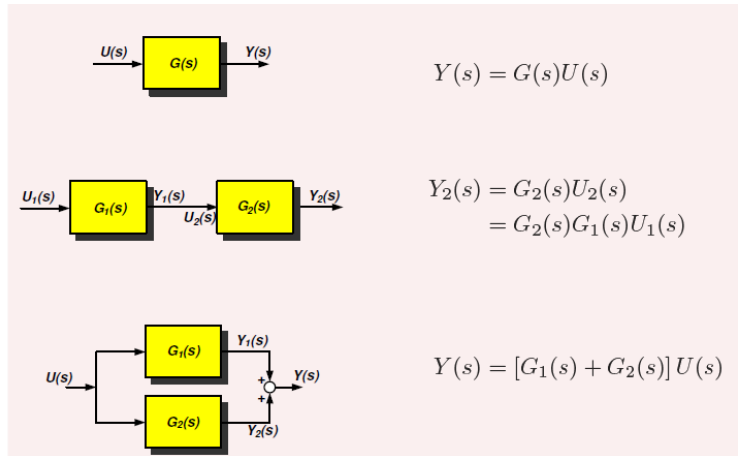 U(s) G(s) Y(s)
Y(s) = G(s)U(s)
U₁(s) G₁(s) Y₁(s) U₂(s) G₂(s) Y₂(s)
Y₂(s) = G₂(s)U₂(s)
= G₂(s)G₁(s)U₁(s)
G₁(s) Y₁(s)
U(s) + + Y(s)
G₂(s) Y₂(s)
Y(s) = [G₁(s) + G₂(s)] U(s)